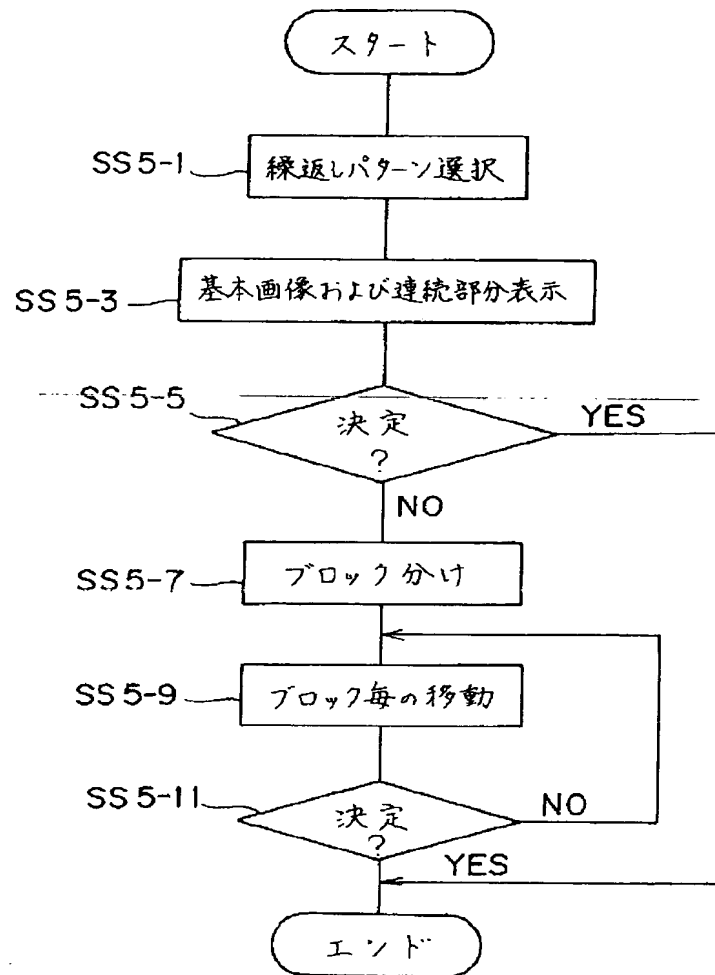 スタート
SS5-1
繰返しパターン選択
SS5-3
基本画像および連続部分表示
SS5-5
決定
?
YES
NO
SS5-7
ブロック分け
SS5-9
ブロック毎の移動
SS5-11
決定
?
NO
YES
エンド